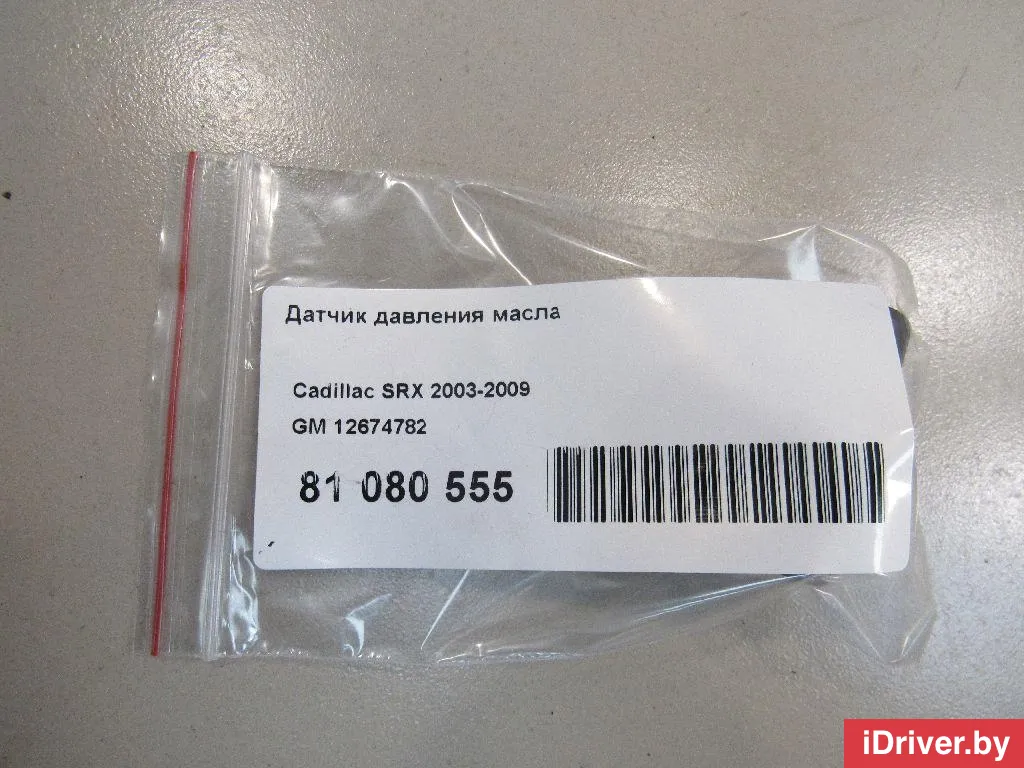 Датчик давления масла
Cadillac SRX 2003-2009
GM 12674782
81 080 555
iDriver.by